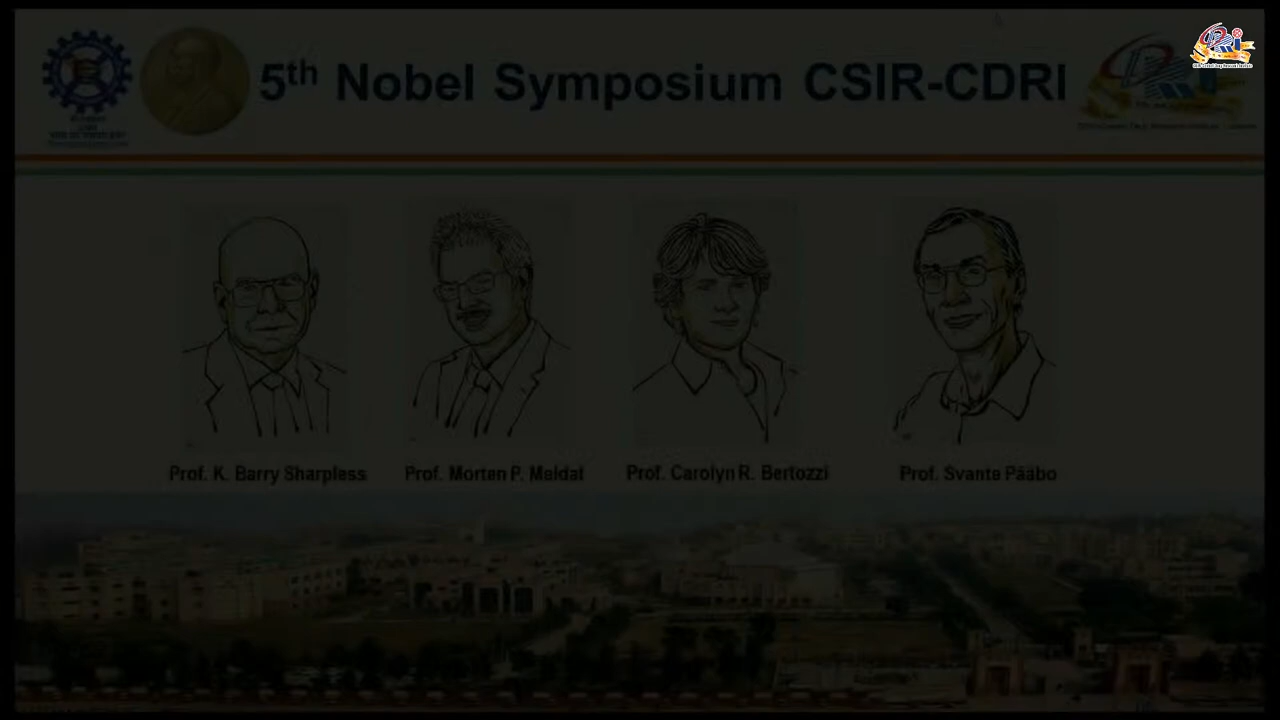 5th Nobel Symposium CSIR-CDRI
Prof. K. Barry Sharpless
Prof. Morten P. Meldal
Prof. Carolyn R. Bertozzi
Prof. Svante Pääbo